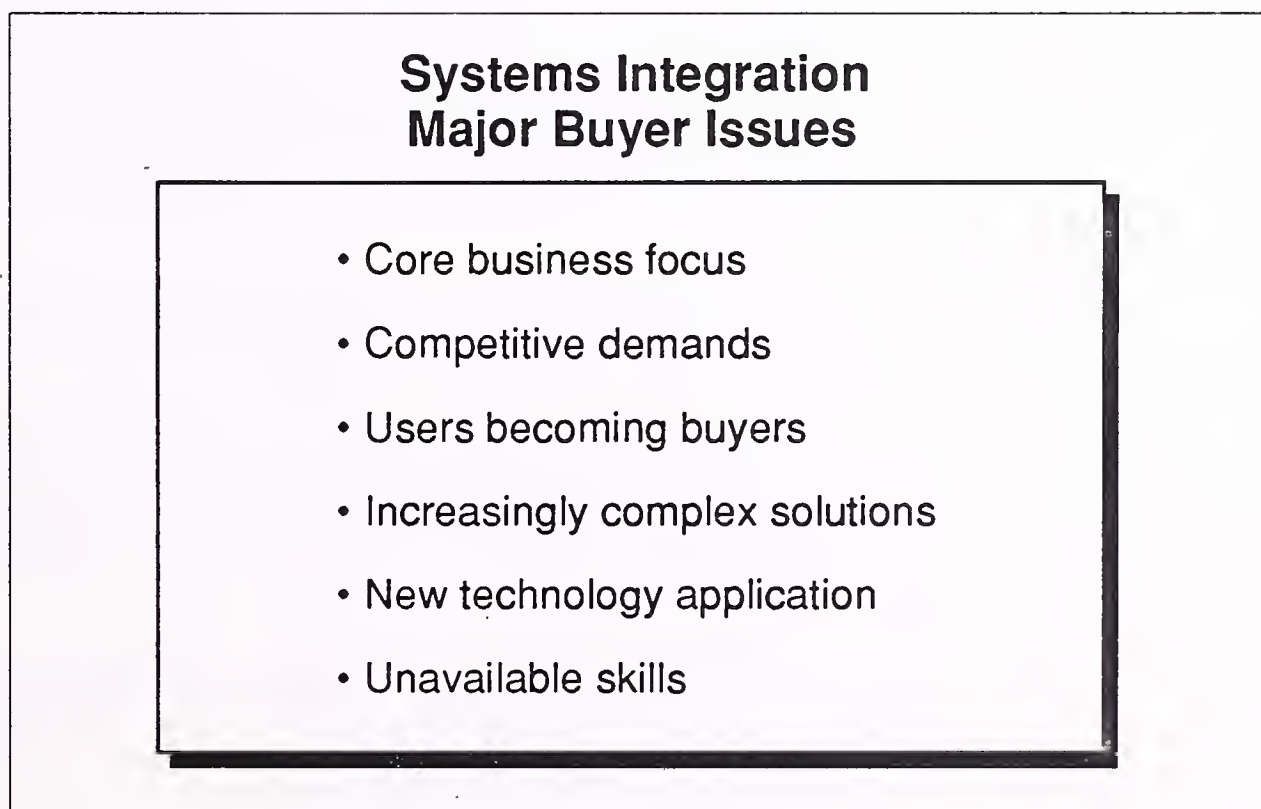 Systems Integration
Major Buyer Issues
• Core business focus
• Competitive demands
• Users becoming buyers
• Increasingly complex solutions
• New technology application
• Unavailable skills